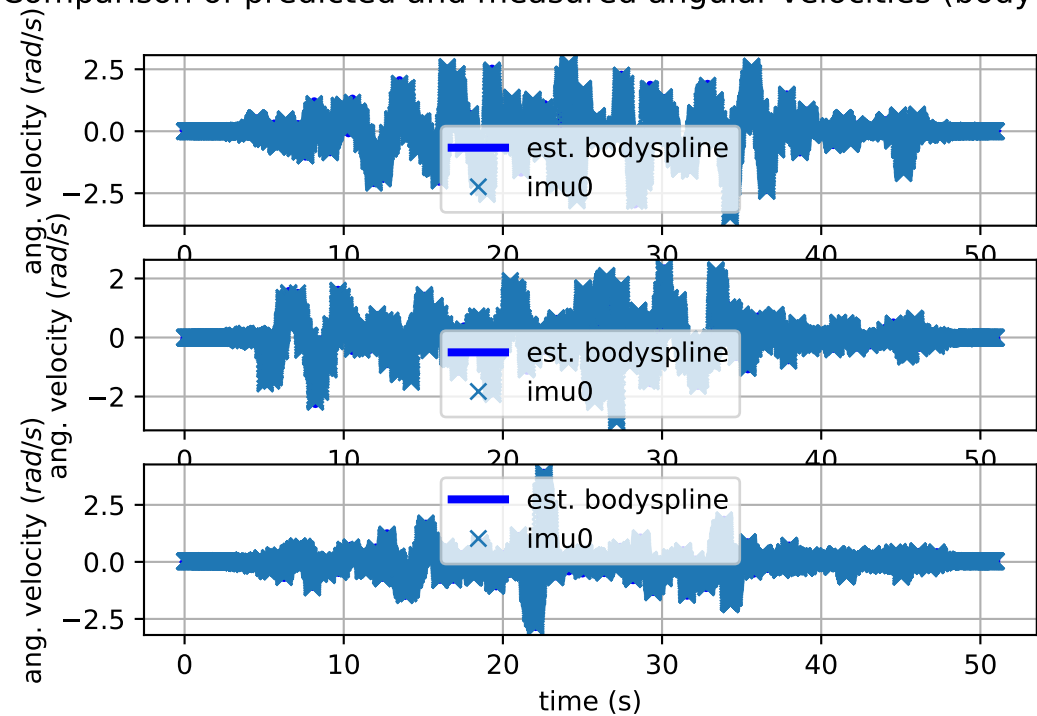 Comparison of predicted and measured angular velocities (body
ang. velocity (rad/s)
2.5
0.0
−2.5
est. bodyspline
imu0
0 10 20 30 40 50
ang. velocity (rad/s)
2
0
−2
est. bodyspline
imu0
0 10 20 30 40 50
ang. velocity (rad/s)
2.5
0.0
−2.5
est. bodyspline
imu0
0 10 20 30 40 50
time (s)